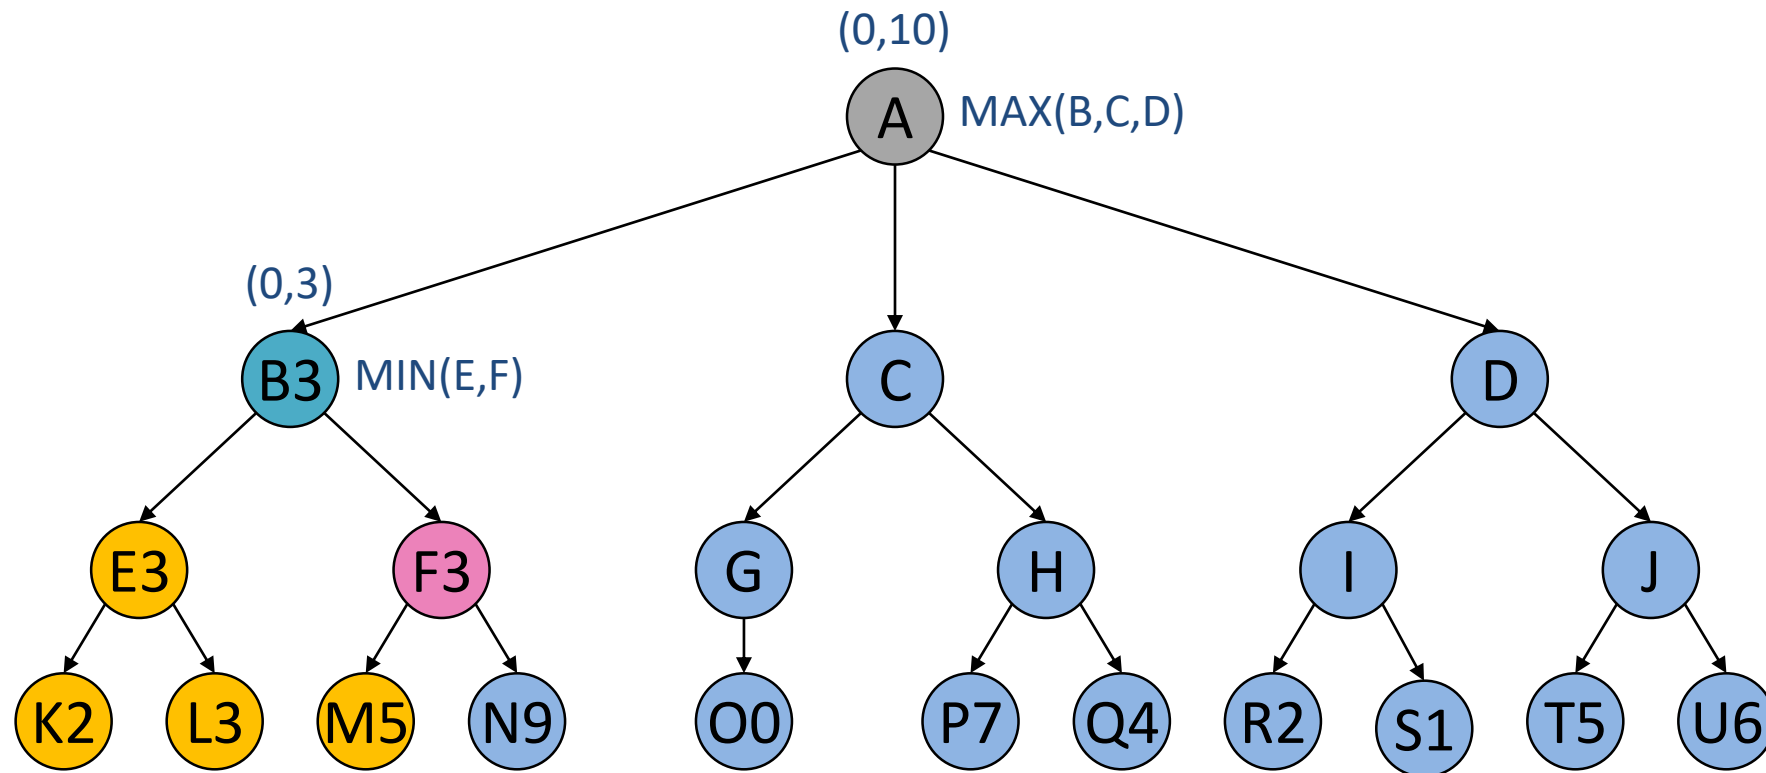 (0,10)
A MAX(B,C,D)
(0,3)
B3 MIN(E,F) C D
E3 F3 G H I J
K2 L3 M5 N9 O0 P7 Q4 R2 S1 T5 U6